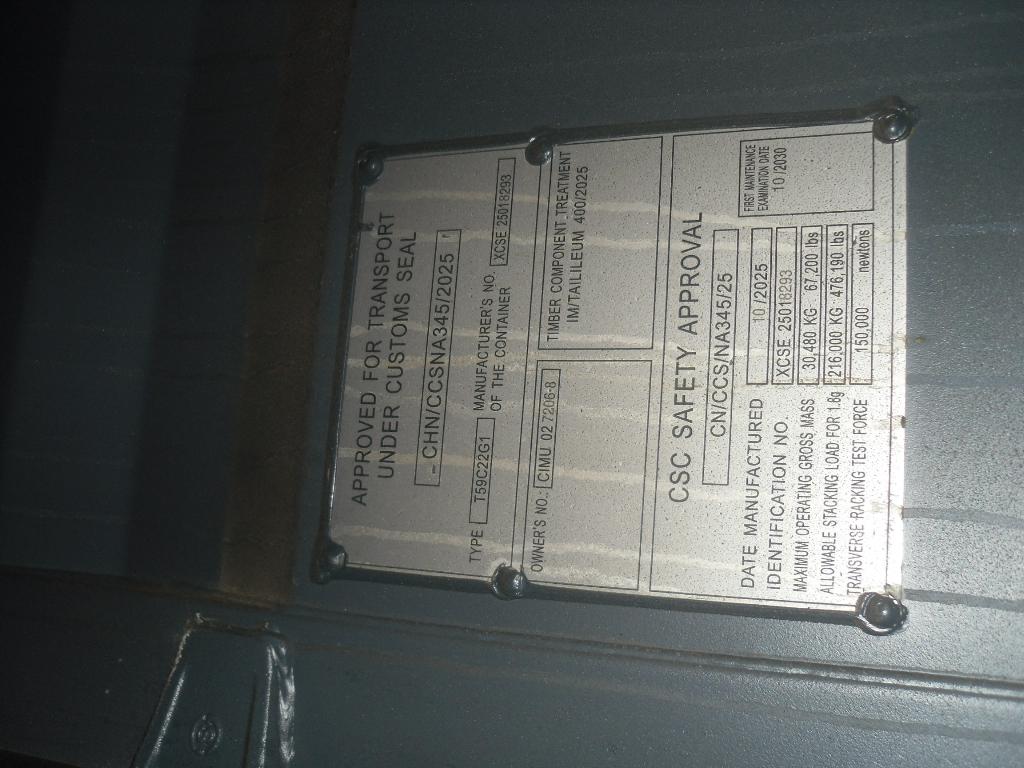 APPROVED FOR TRANSPORT
UNDER CUSTOMS SEAL
CHN/CCSNA345/2025
TYPE T59C22G1 MANUFACTURER'S NO. OF THE CONTAINER XCSE 25018293
OWNER'S NO.: CIMU 027206-8
TIMBER COMPONENT TREATMENT
IM/TAILILEUM 400/2025
CSC SAFETY APPROVAL
CN/CCSNA345/25
DATE MANUFACTURED 10/2025
IDENTIFICATION NO. XCSE 25018293
MAXIMUM OPERATING GROSS MASS 30.480 KG 67,200 lbs
ALLOWABLE STACKING LOAD FOR 1.8g 216.000 KG 476,190 lbs
TRANSVERSE RACKING TEST FORCE 150,000 newtons
FIRST MAINTENANCE
EXAMINATION DATE
10/2030